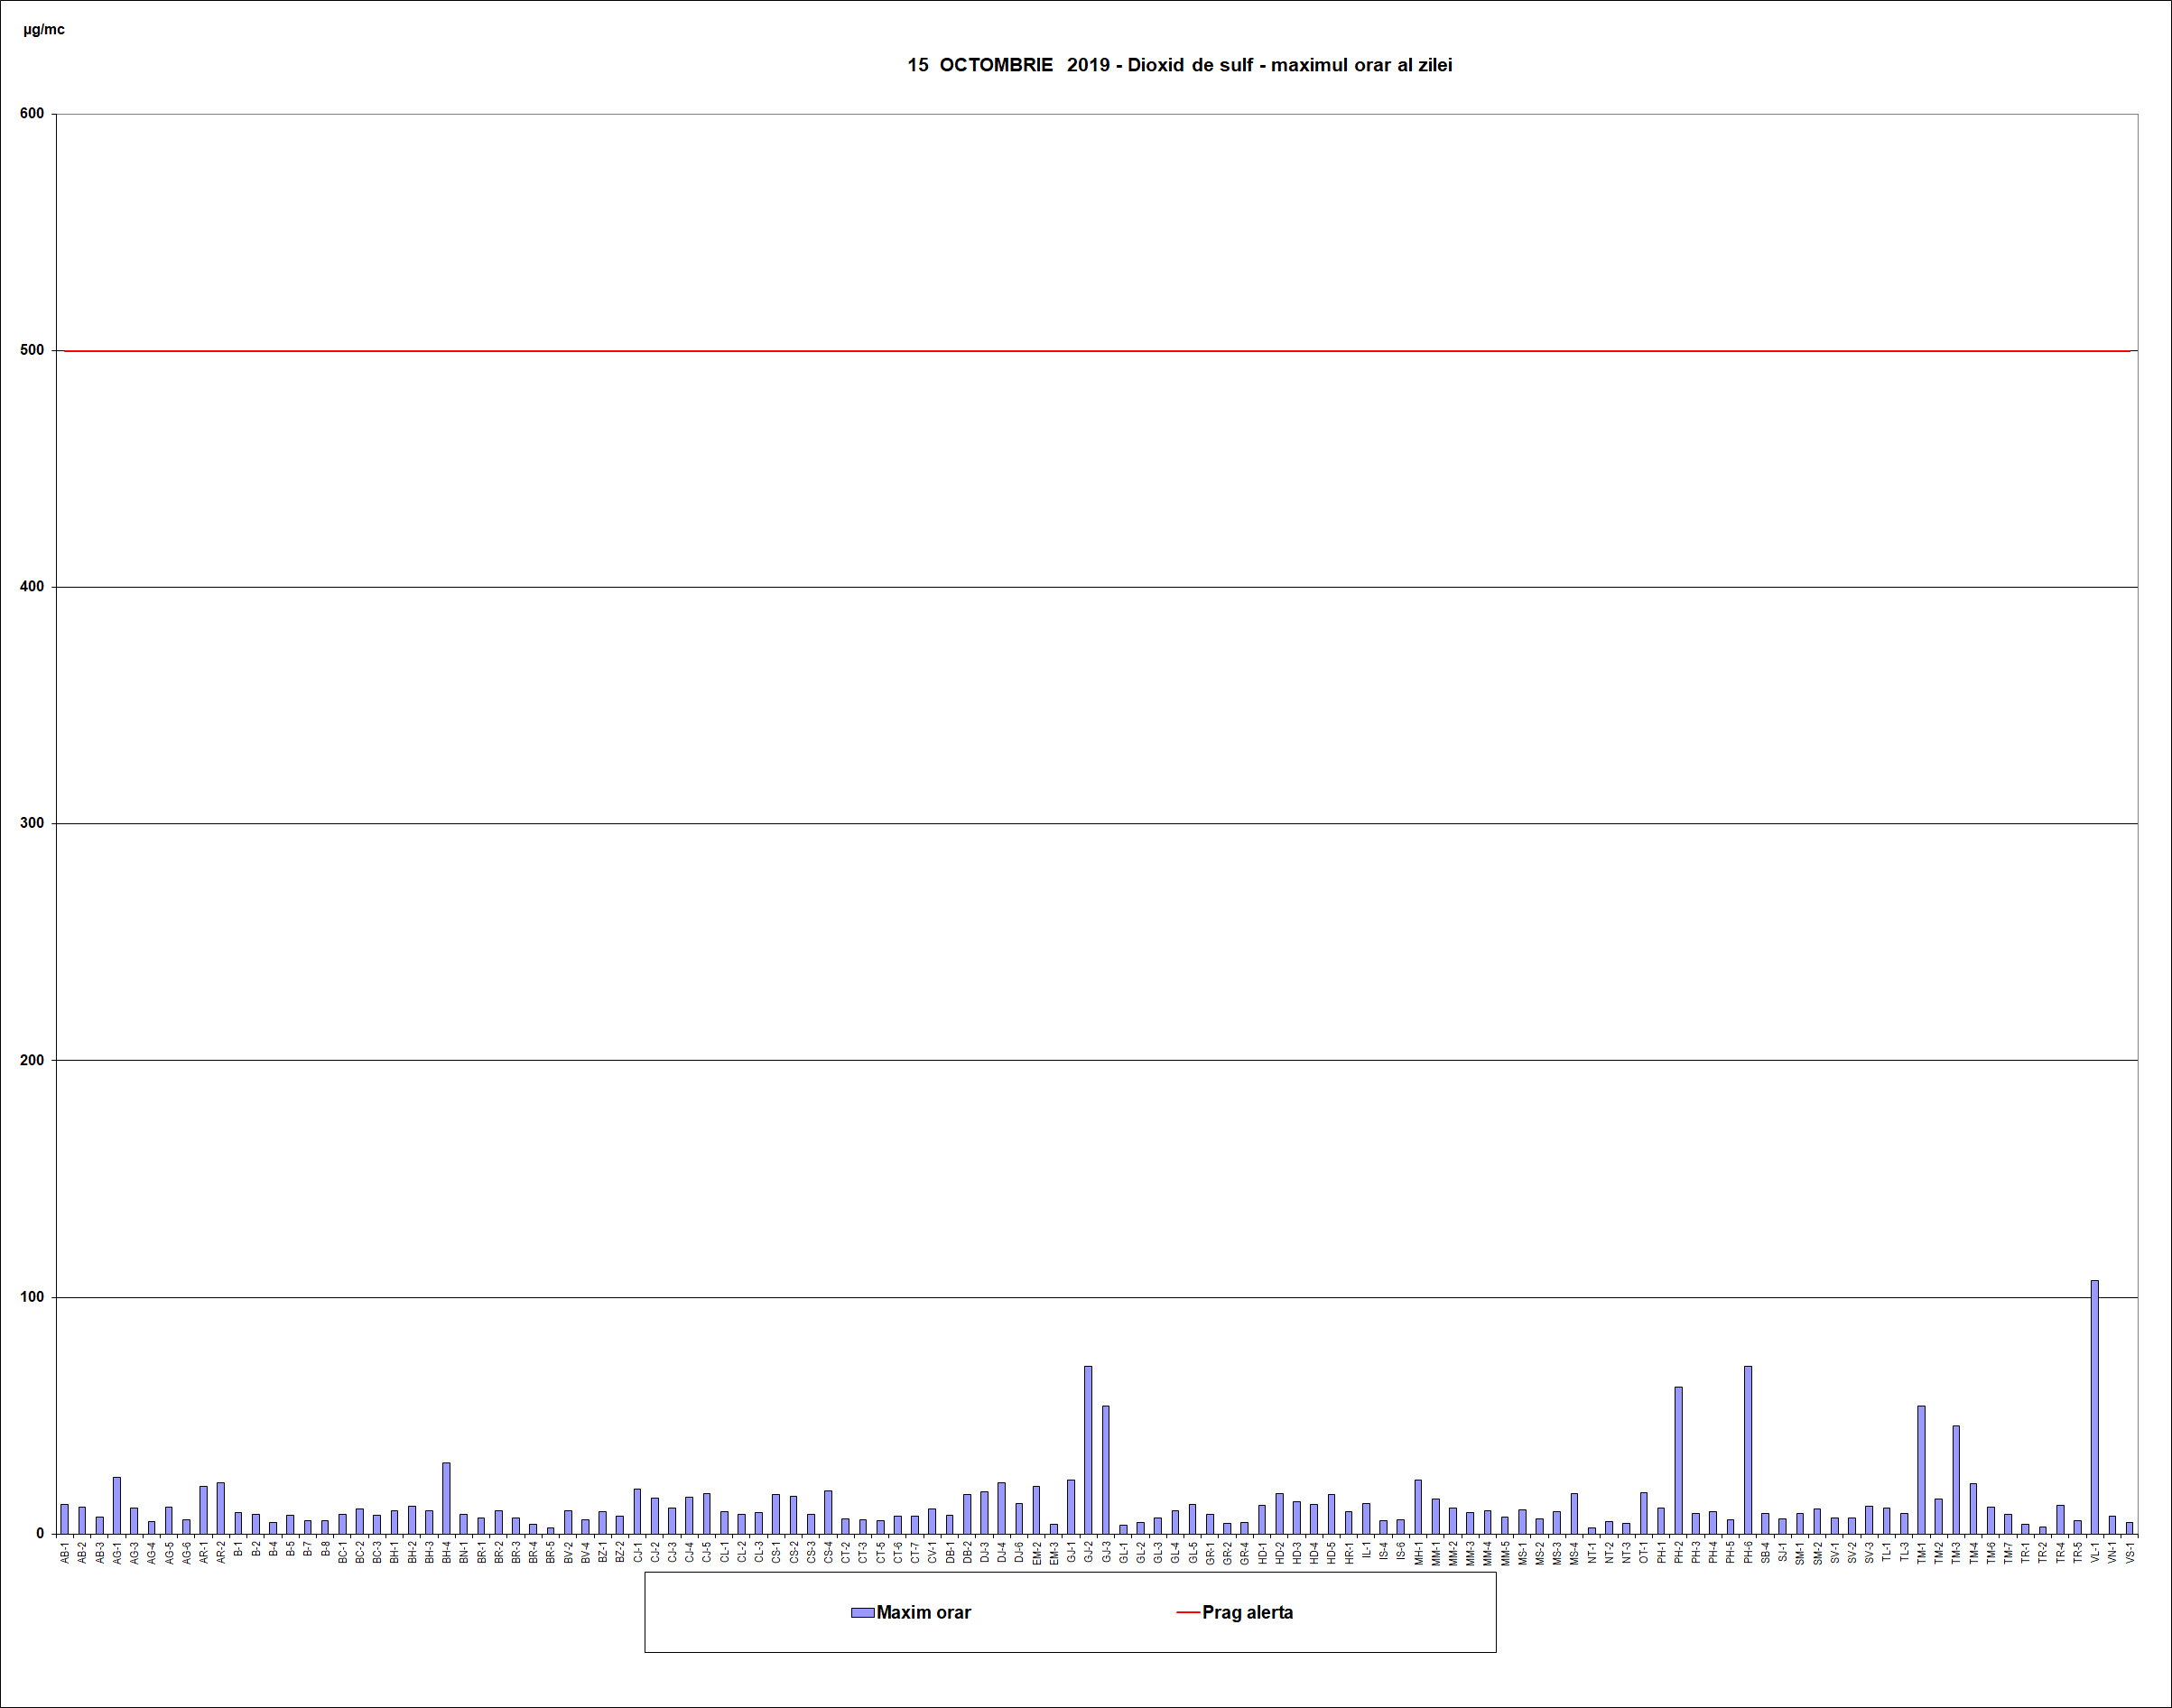 µg/mc
15 OCTOMBRIE 2019 - Dioxid de sulf - maximul orar al zilei
600
500
400
300
200
100
0
AB-1 AB-2 AB-3 AG-1 AG-3 AG-4 AG-5 AG-6 AR-1 AR-2 B-1 B-2 B-4 B-5 B-7 B-8 BC-1 BC-2 BC-3 BH-1 BH-2 BH-3 BH-4 BN-1 BR-1 BR-2 BR-3 BR-4 BR-5 BV-2 BV-4 BZ-1 BZ-2 CJ-1 CJ-2 CJ-3 CJ-4 CJ-5 CL-1 CL-2 CL-3 CS-1 CS-2 CS-3 CS-4 CT-2 CT-3 CT-5 CT-6 CT-7 CV-1 DB-1 DB-2 DJ-3 DJ-4 DJ-6 EM-2 EM-3 GJ-1 GJ-2 GJ-3 GL-1 GL-2 GL-3 GL-4 GL-5 GR-1 GR-2 GR-4 HD-1 HD-2 HD-3 HD-4 HD-5 HR-1 IL-1 IS-4 IS-6 MH-1 MM-1 MM-2 MM-3 MM-4 MM-5 MS-1 MS-2 MS-3 MS-4 NT-1 NT-2 NT-3 OT-1 PH-1 PH-2 PH-3 PH-4 PH-5 PH-6 SB-4 SJ-1 SM-1 SM-2 SV-1 SV-2 SV-3 TL-1 TL-3 TM-1 TM-2 TM-3 TM-4 TM-6 TM-7 TR-1 TR-2 TR-4 TR-5 VL-1 VN-1 VS-1
Maxim orar Prag alerta